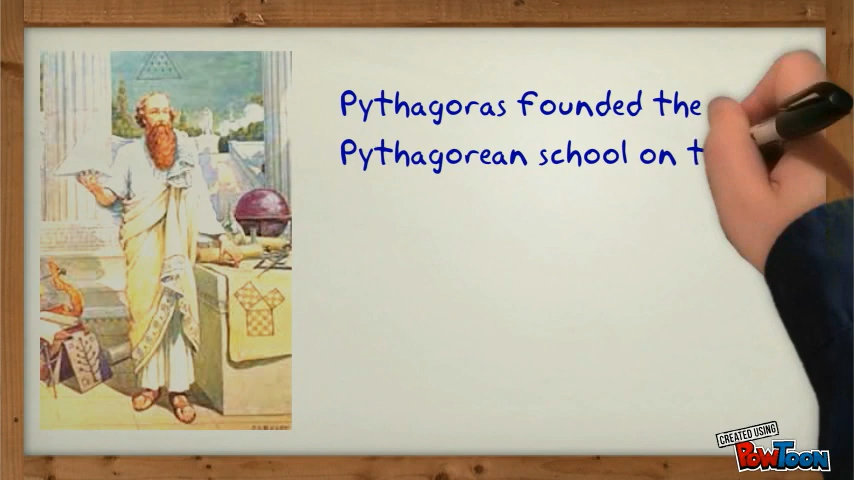 Pythagoras founded the
Pythagorean school on t
CREATED USING
POWTOON